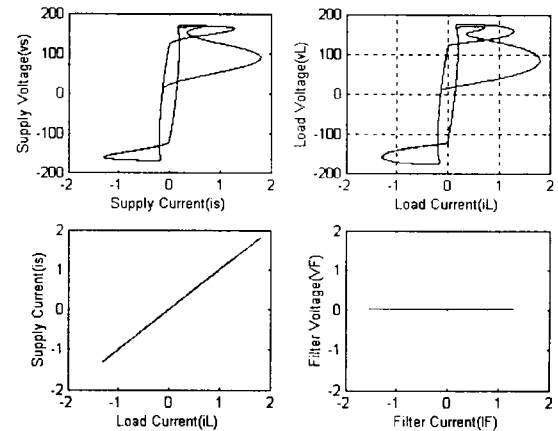 200
100
0
-100
-200
Supply Voltage(vs)
-2 -1 0 1 2
Supply Current(is)
200
100
0
-100
-200
Load Voltage(vL)
-2 -1 0 1 2
Load Current(iL)
2
1
0
-1
-2
Supply Current(is)
-2 -1 0 1 2
Load Current(iL)
2
1
0
-1
-2
Filter Voltage(VF)
-2 -1 0 1 2
Filter Current(IF)